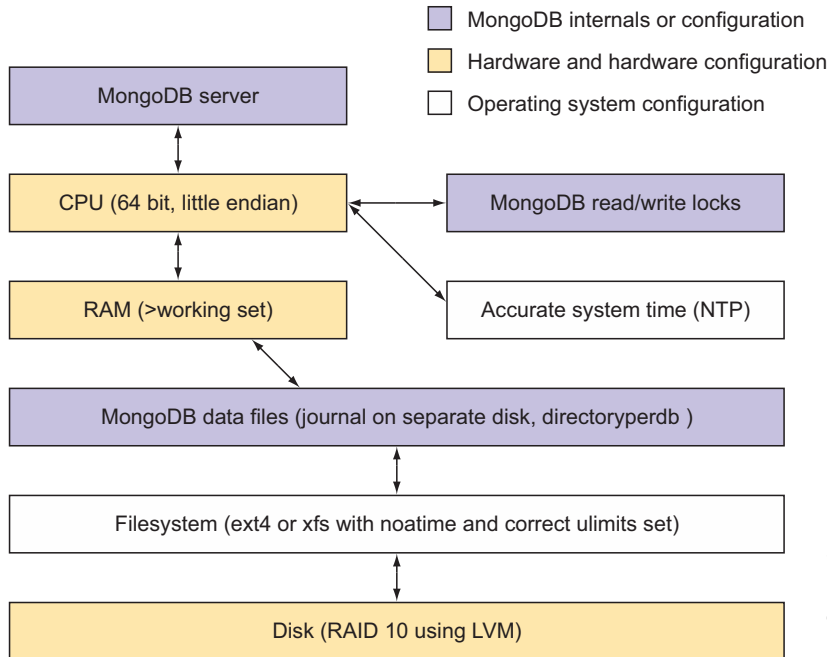 MongoDB internals or configuration
Hardware and hardware configuration
Operating system configuration
MongoDB server
CPU (64 bit, little endian)
MongoDB read/write locks
RAM (>working set)
Accurate system time (NTP)
MongoDB data files (journal on separate disk, directoryperdb )
Filesystem (ext4 or xfs with noatime and correct ulimits set)
Disk (RAID 10 using LVM)